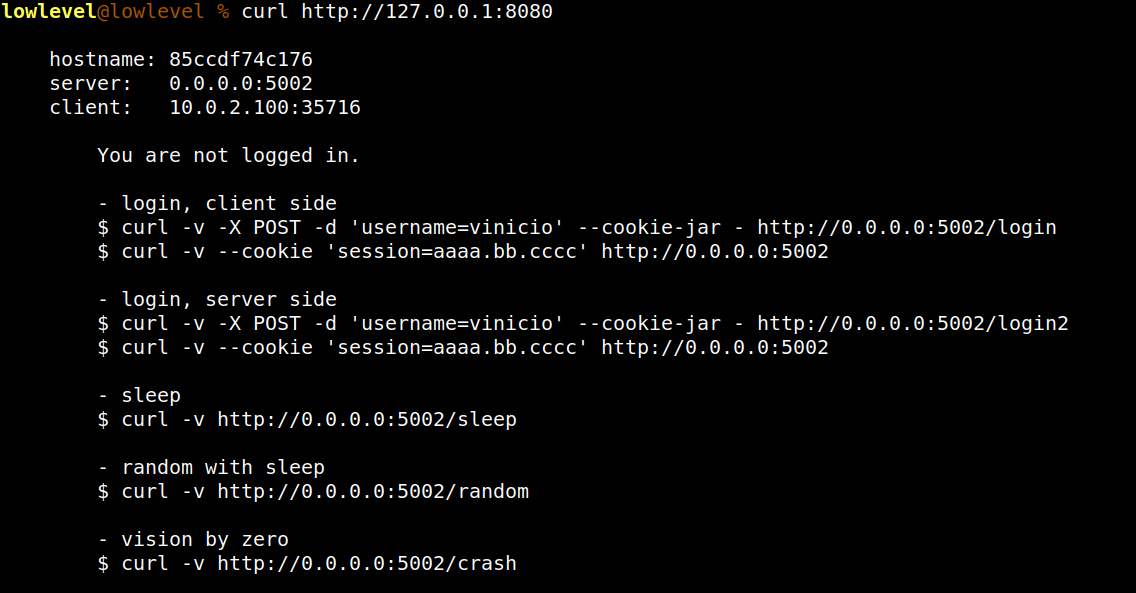 lowlevel@lowlevel % curl http://127.0.0.1:8080
hostname: 85ccdf74c176
server:   0.0.0.0:5002
client:   10.0.2.100:35716
You are not logged in.
- login, client side
$ curl -v -X POST -d 'username=vinicio' --cookie-jar - http://0.0.0.0:5002/login
$ curl -v --cookie 'session=aaaa.bb.cccc' http://0.0.0.0:5002
- login, server side
$ curl -v -X POST -d 'username=vinicio' --cookie-jar - http://0.0.0.0:5002/login2
$ curl -v --cookie 'session=aaaa.bb.cccc' http://0.0.0.0:5002
- sleep
$ curl -v http://0.0.0.0:5002/sleep
- random with sleep
$ curl -v http://0.0.0.0:5002/random
- vision by zero
$ curl -v http://0.0.0.0:5002/crash